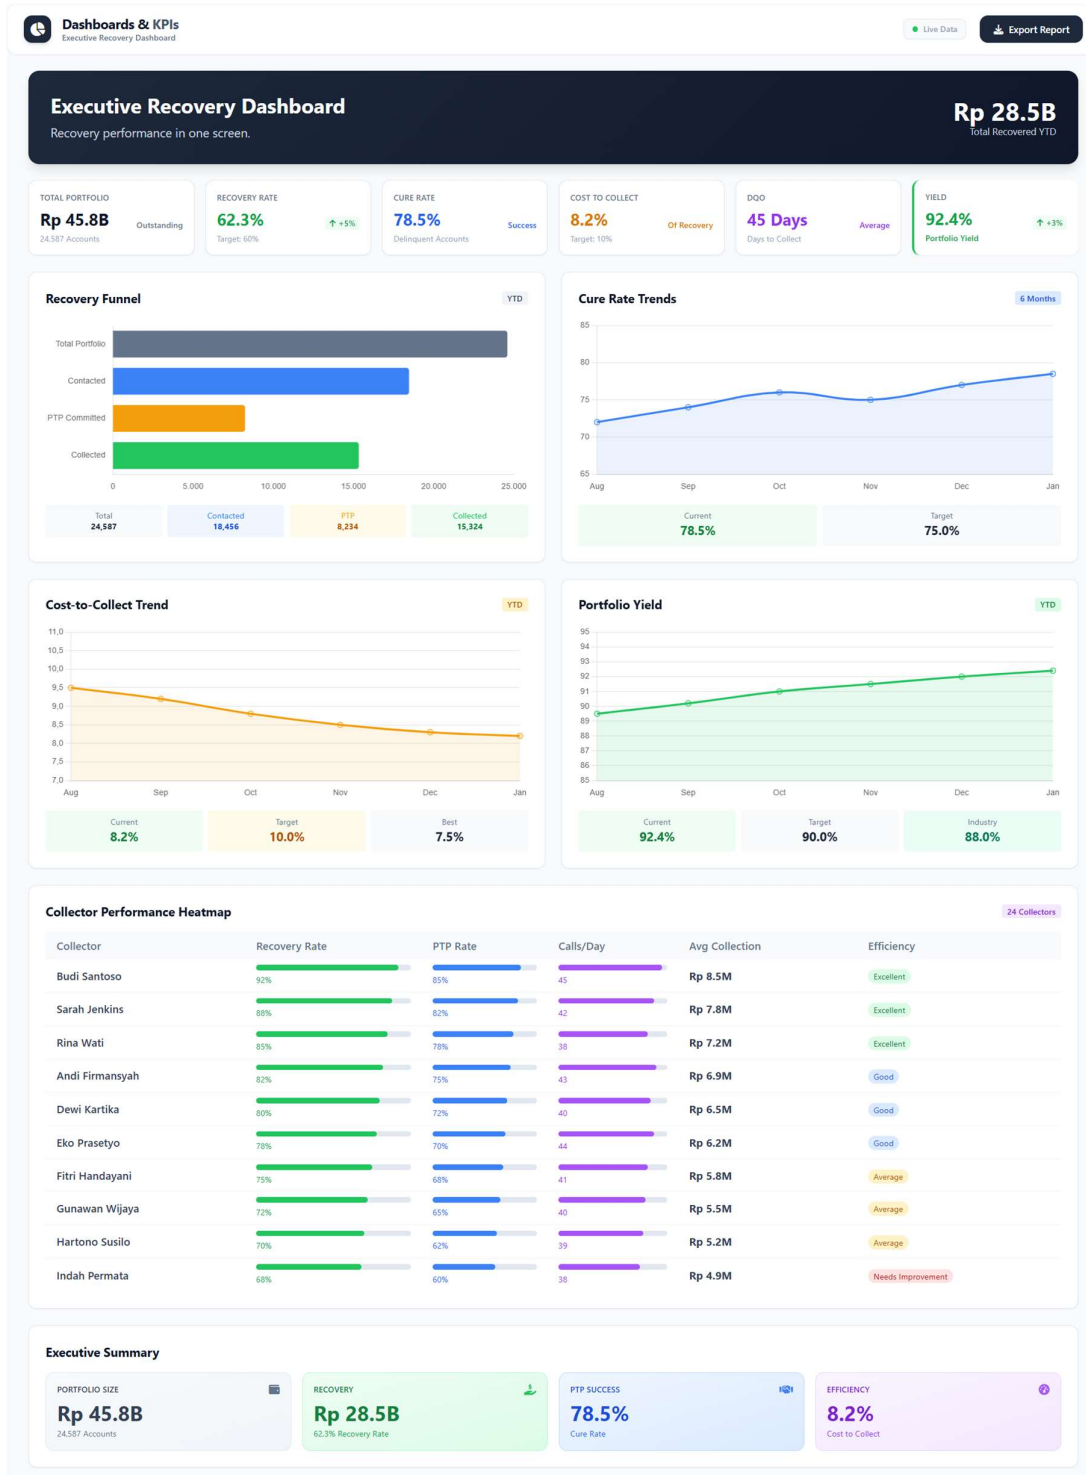 Dashboards & KPIs
Executive Recovery Dashboard
Live Data
Export Report
Executive Recovery Dashboard
Recovery performance in one screen.
Rp 28.5B
Total Recovered YTD
TOTAL PORTFOLIO
Rp 45.8B
Outstanding
24,587 Accounts
RECOVERY RATE
62.3%
↑ +5%
Target: 60%
CURE RATE
78.5%
Success
Delinquent Accounts
COST TO COLLECT
8.2%
Of Recovery
Target: 10%
DQO
45 Days
Average
Days to Collect
YIELD
92.4%
↑ +3%
Portfolio Yield
Recovery Funnel
YTD
Total Portfolio
Contacted
PTP Committed
Collected
0 5.000 10.000 15.000 20.000 25.000
Total
24,587
Contacted
18,456
PTP
8,234
Collected
15,324
Cure Rate Trends
6 Months
85
80
75
70
65
Aug Sep Oct Nov Dec Jan
Current
78.5%
Target
75.0%
Cost-to-Collect Trend
YTD
11,0
10,5
10,0
9,5
9,0
8,5
8,0
7,5
7,0
Aug Sep Oct Nov Dec Jan
Current
8.2%
Target
10.0%
Best
7.5%
Portfolio Yield
YTD
95
94
93
92
91
90
89
88
87
86
85
Aug Sep Oct Nov Dec Jan
Current
92.4%
Target
90.0%
Industry
88.0%
Collector Performance Heatmap
24 Collectors
Collector Recovery Rate PTP Rate Calls/Day Avg Collection Efficiency
Budi Santoso 92% 85% 45 Rp 8.5M Excellent
Sarah Jenkins 88% 82% 42 Rp 7.8M Excellent
Rina Wati 85% 78% 38 Rp 7.2M Excellent
Andi Firmansyah 82% 75% 43 Rp 6.9M Good
Dewi Kartika 80% 72% 40 Rp 6.5M Good
Eko Prasetyo 78% 70% 44 Rp 6.2M Good
Fitri Handayani 75% 68% 41 Rp 5.8M Average
Gunawan Wijaya 72% 65% 40 Rp 5.5M Average
Hartono Susilo 70% 62% 39 Rp 5.2M Average
Indah Permata 68% 60% 38 Rp 4.9M Needs Improvement
Executive Summary
PORTFOLIO SIZE
Rp 45.8B
24,587 Accounts
RECOVERY
Rp 28.5B
62.3% Recovery Rate
PTP SUCCESS
78.5%
Cure Rate
EFFICIENCY
8.2%
Cost to Collect